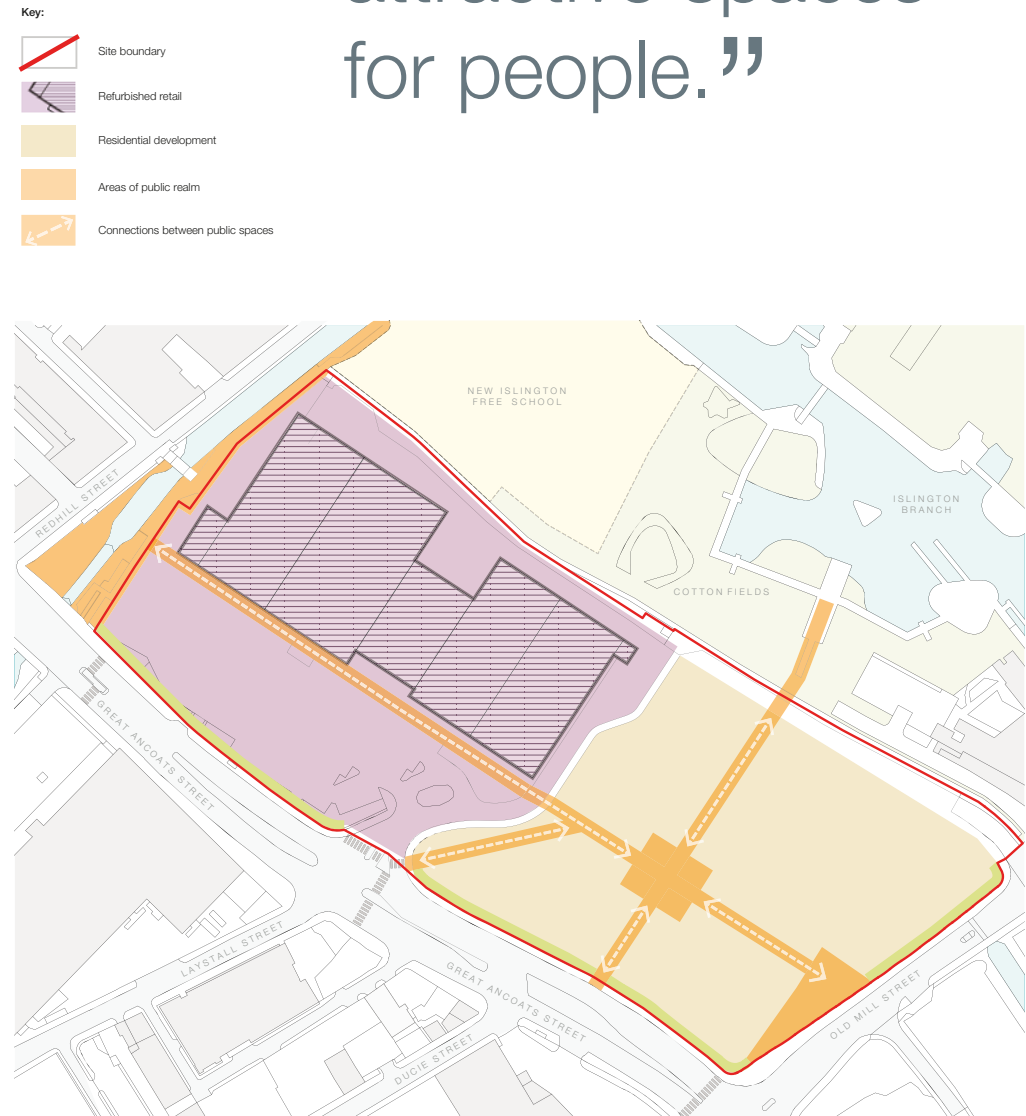 Key:
Site boundary
Refurbished retail
Residential development
Areas of public realm
Connections between public spaces
attractive spaces
for people.”
NEW ISLINGTON
FREE SCHOOL
REDHILL STREET
ISLINGTON
BRANCH
COTTON FIELDS
GREAT ANCOATS STREET
LAYSTALL STREET
GREAT ANCOATS STREET
OLD MILL STREET
DUCIE STREET